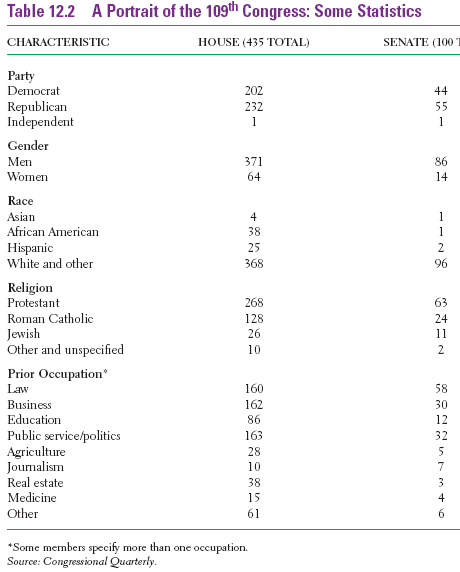 Table 12.2 A Portrait of the 109th Congress: Some Statistics
CHARACTERISTIC HOUSE (435 TOTAL) SENATE (100 T
Party
Democrat 202 44
Republican 232 55
Independent 1 1
Gender
Men 371 86
Women 64 14
Race
Asian 4 1
African American 38 1
Hispanic 25 2
White and other 368 96
Religion
Protestant 268 63
Roman Catholic 128 24
Jewish 26 11
Other and unspecified 10 2
Prior Occupation*
Law 160 58
Business 162 30
Education 86 12
Public service/politics 163 32
Agriculture 28 5
Journalism 10 7
Real estate 38 3
Medicine 15 4
Other 61 6
*Some members specify more than one occupation.
Source: Congressional Quarterly.